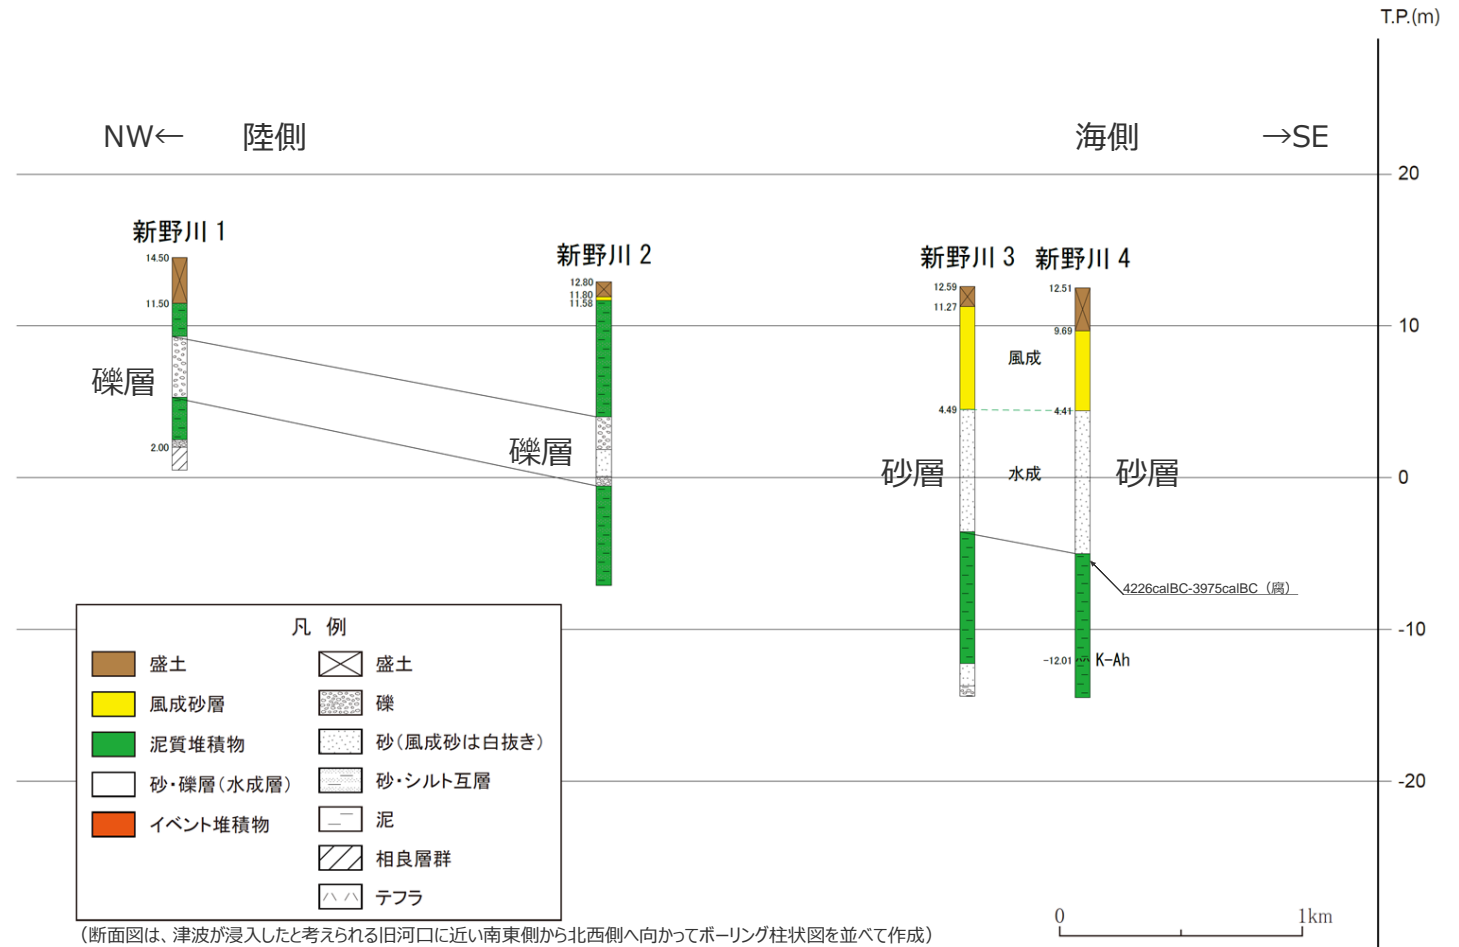 T.P.(m)
NW← 陸側 海側 →SE
20
新野川 1
新野川 2
新野川 3
新野川 4
14.50
11.50
2.00
12.80
11.80
11.58
12.59
11.27
4.49
12.51
9.69
4.41
-12.01
K-Ah
10
0
-10
-20
風成
水成
礫層
礫層
砂層
砂層
4226calBC-3975calBC（腐）
凡 例
盛土
風成砂層
泥質堆積物
砂・礫層(水成層)
イベント堆積物
盛土
礫
砂(風成砂は白抜き)
砂・シルト互層
泥
相良層群
テフラ
0 1km
（断面図は、津波が浸入したと考えられる旧河口に近い南東側から北西側へ向かってボーリング柱状図を並べて作成）